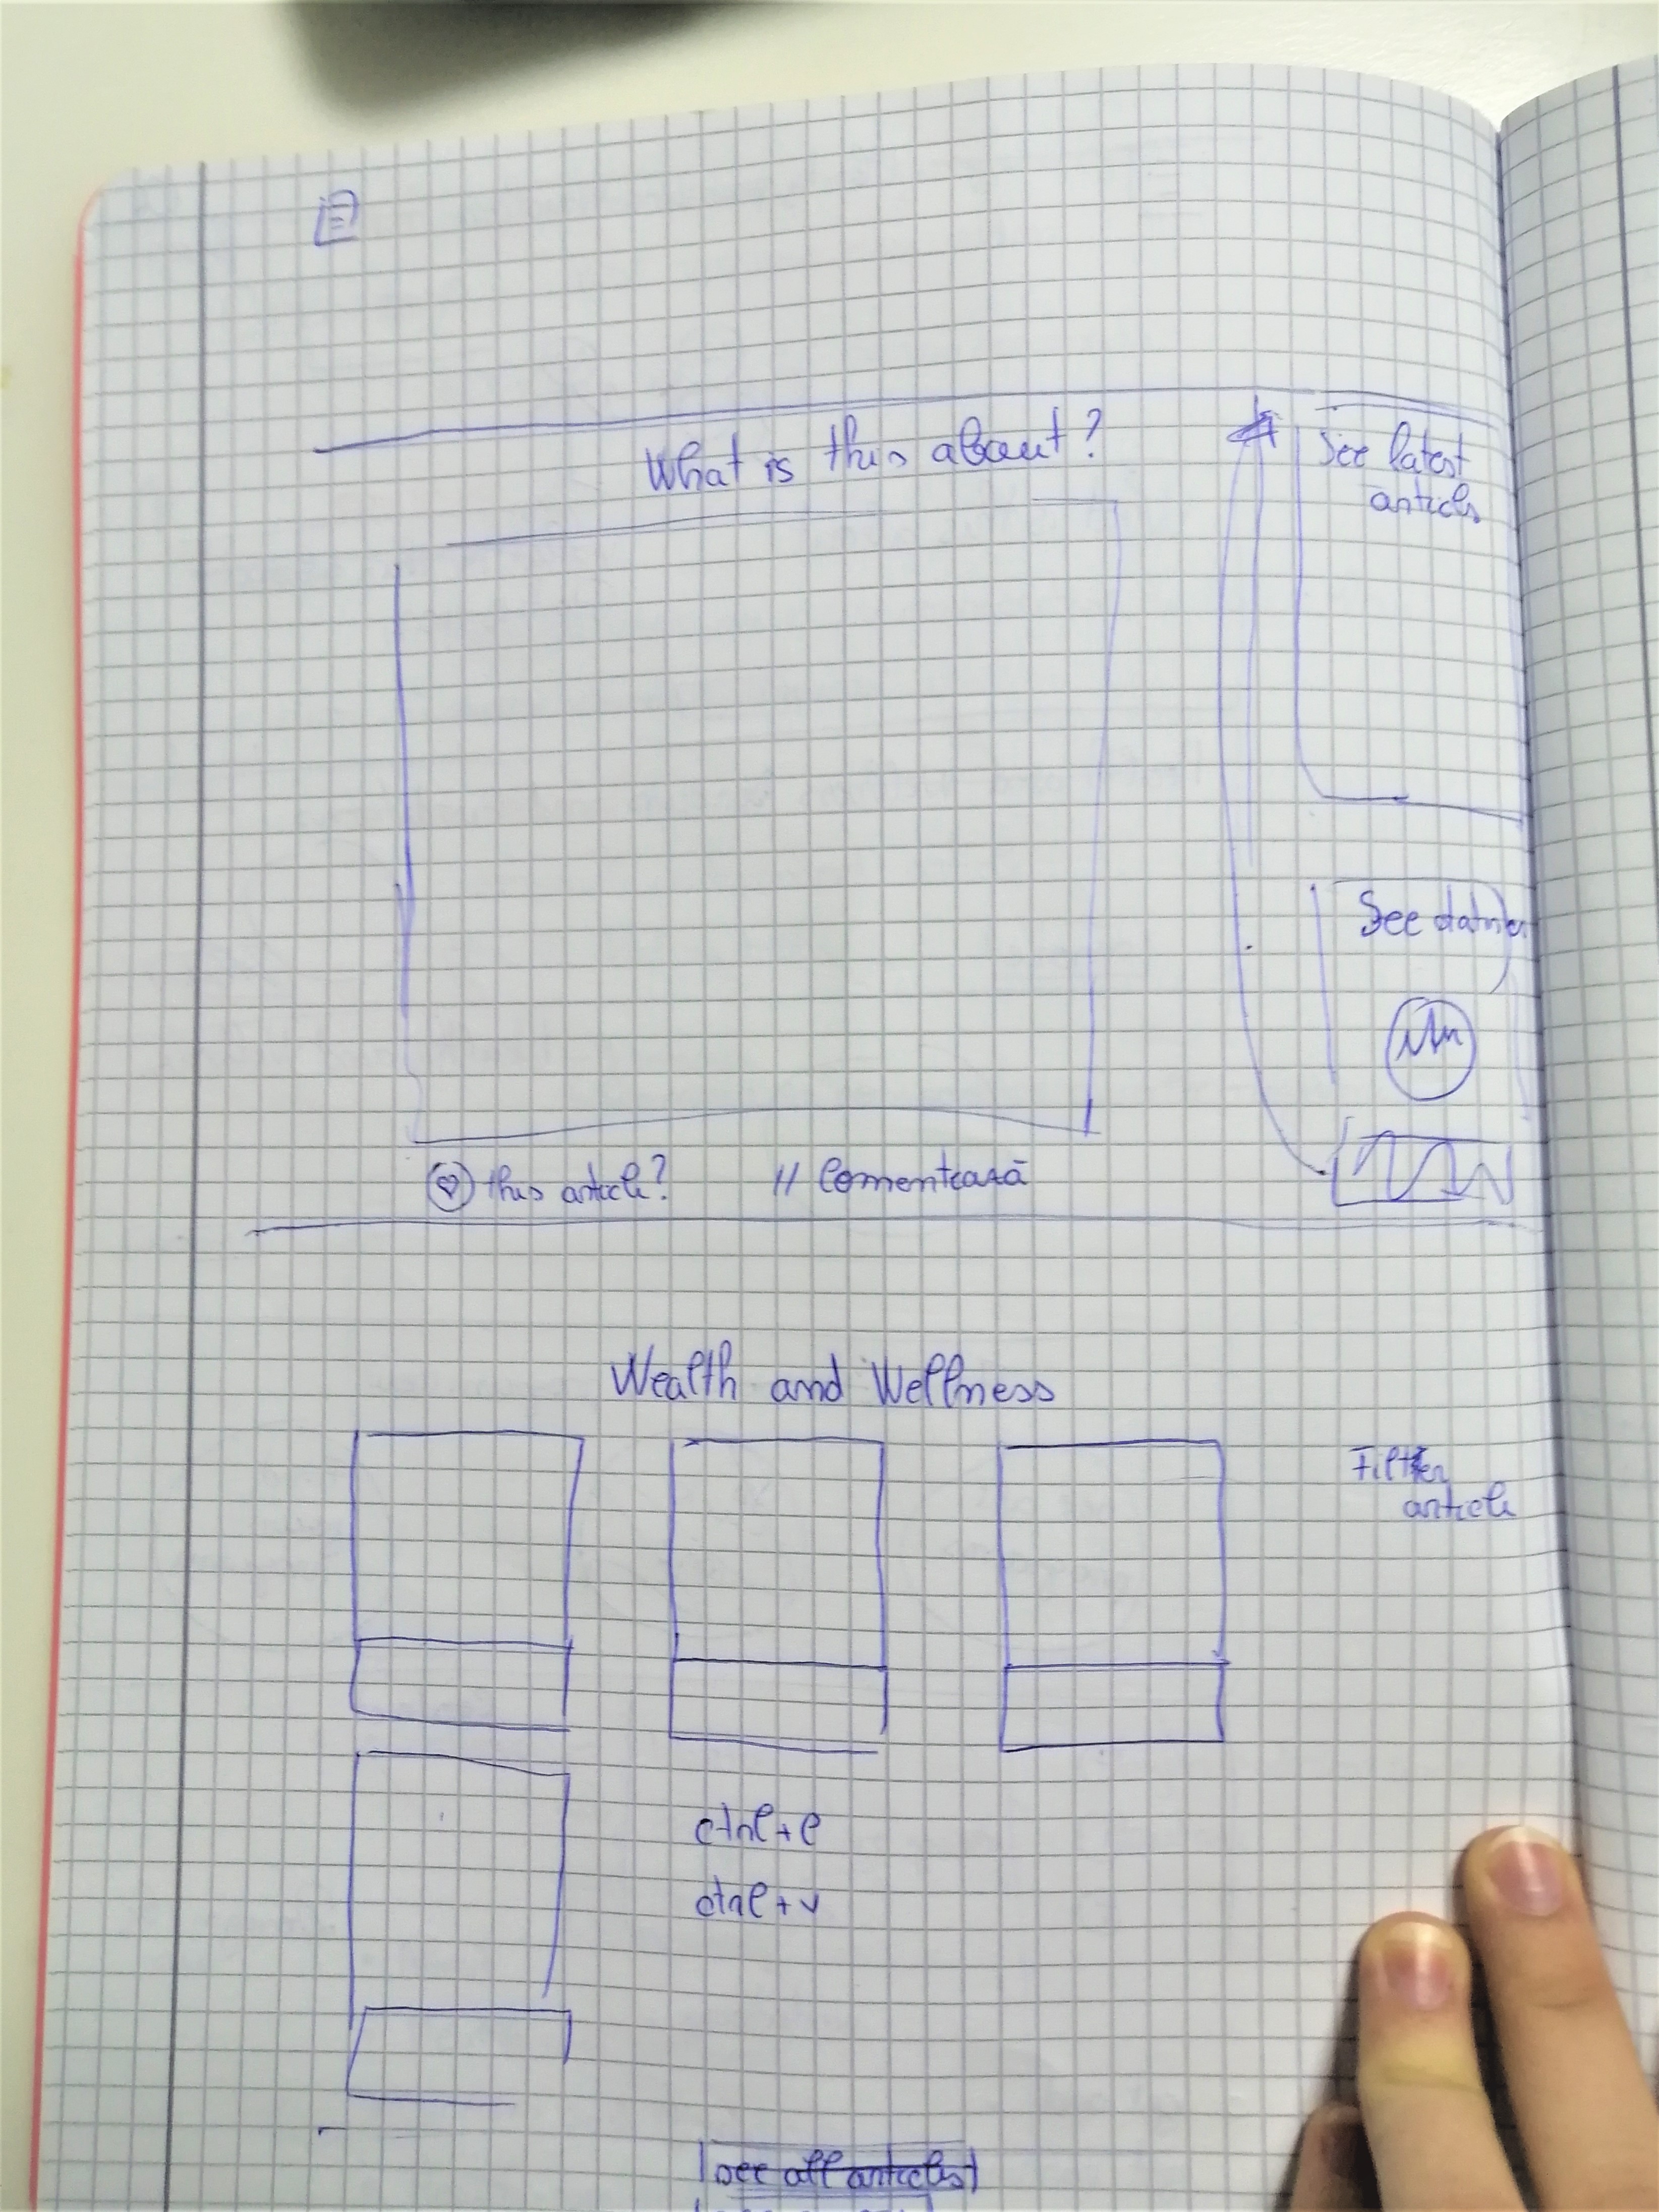 What is this about?
See latest
articles
See
this article?
// Comentează
Wealth and Wellness
Filter
article
ctrl+c
ctrl+v
see all articles